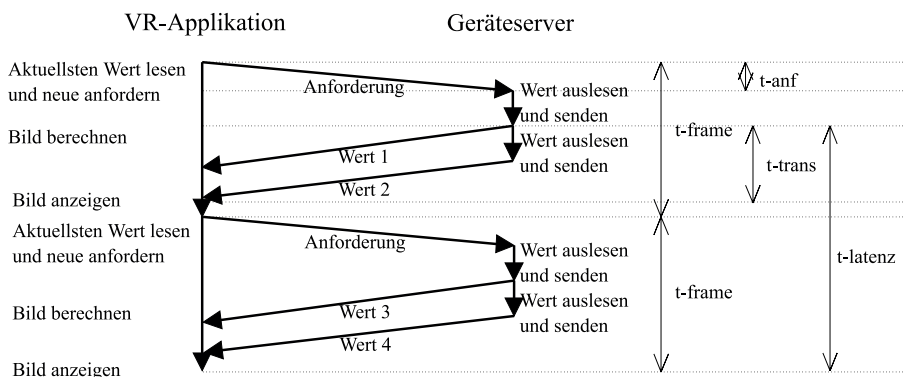 VR-Applikation
Geräteserver
Aktuellsten Wert lesen
und neue anfordern
Anforderung
Wert auslesen
und senden
t-anf
Bild berechnen
Wert 1
Wert auslesen
und senden
t-frame
t-trans
Wert 2
Bild anzeigen
Aktuellsten Wert lesen
und neue anfordern
Anforderung
Wert auslesen
und senden
t-latenz
Wert auslesen
und senden
t-frame
Bild berechnen
Wert 3
Wert 4
Bild anzeigen